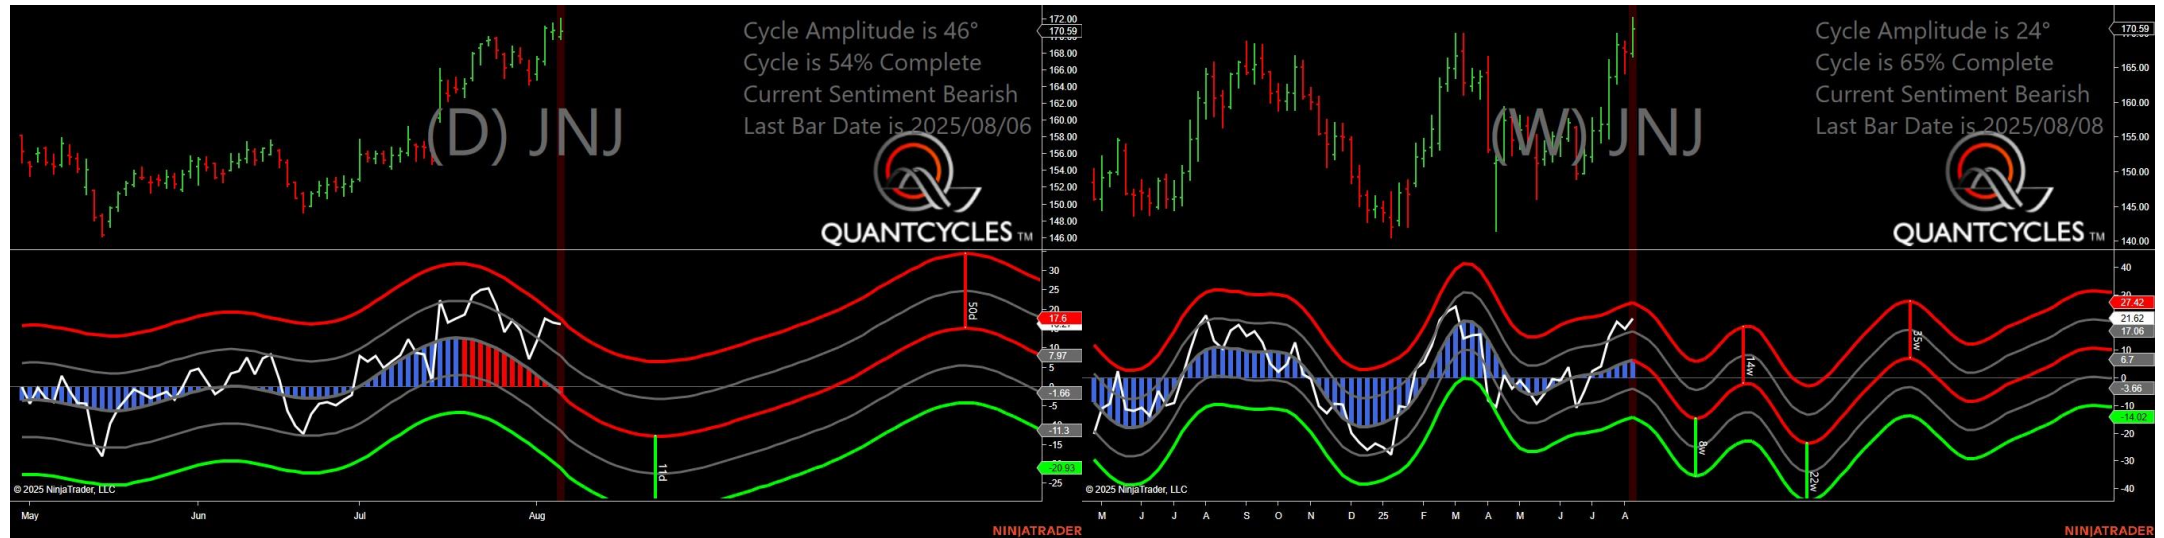 Cycle Amplitude is 46°
Cycle is 54% Complete
Current Sentiment Bearish
Last Bar Date is 2025/08/06
(D) JNJ
QUANTCYCLES TM
172.00
170.59
168.00
166.00
164.00
162.00
160.00
158.00
156.00
154.00
152.00
150.00
148.00
146.00
30
25
20
17.6
10
7.97
5
0
-1.66
-5
-11.3
-15
-20.93
-25
50d
11d
© 2025 NinjaTrader, LLC
May Jun Jul Aug
NINJATRADER
Cycle Amplitude is 24°
Cycle is 65% Complete
Current Sentiment Bearish
Last Bar Date is 2025/08/08
(W) JNJ
QUANTCYCLES TM
170.59
165.00
160.00
155.00
150.00
145.00
140.00
40
30
27.42
21.62
17.06
10
6.7
0
-3.66
-10
-14.02
-20
-30
-40
14w
35w
8w
22w
© 2025 NinjaTrader, LLC
M J J A S O N D 25 F M A M J J A
NINJATRADER